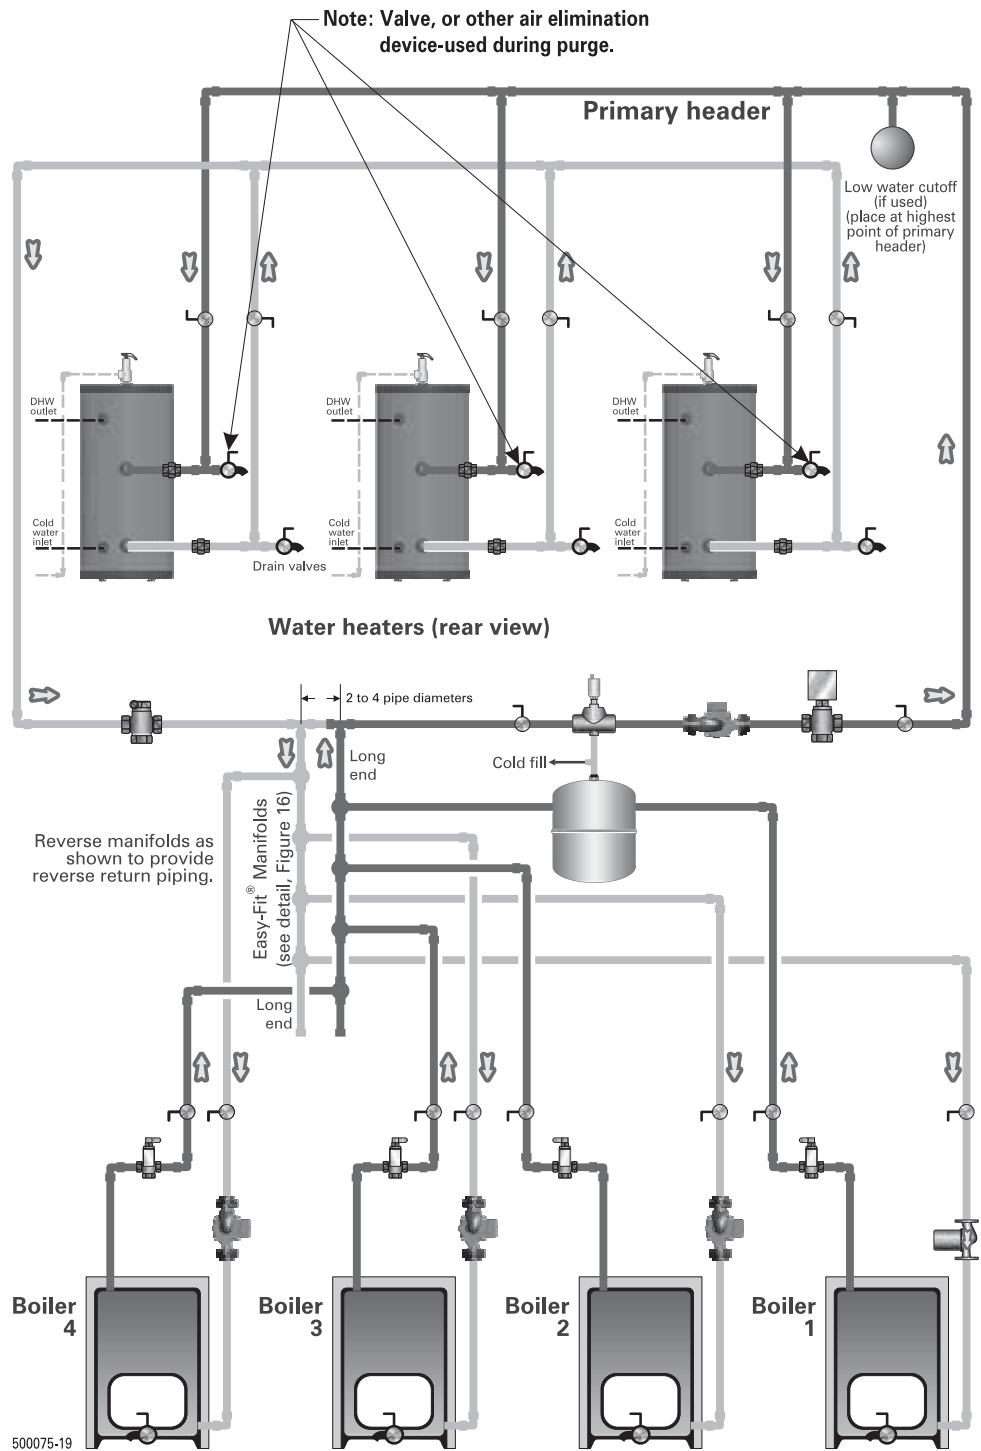 Note: Valve, or other air elimination
device-used during purge.
Primary header
Low water cutoff
(if used)
(place at highest
point of primary
header)
DHW
outlet
DHW
outlet
DHW
outlet
Cold
water
inlet
Cold
water
inlet
Cold
water
inlet
Drain valves
Water heaters (rear view)
2 to 4 pipe diameters
Long
end
Cold fill
Reverse manifolds as
shown to provide
reverse return piping.
Easy-Fit® Manifolds
(see detail, Figure 16)
Long
end
Boiler
4
Boiler
3
Boiler
2
Boiler
1
500075-19